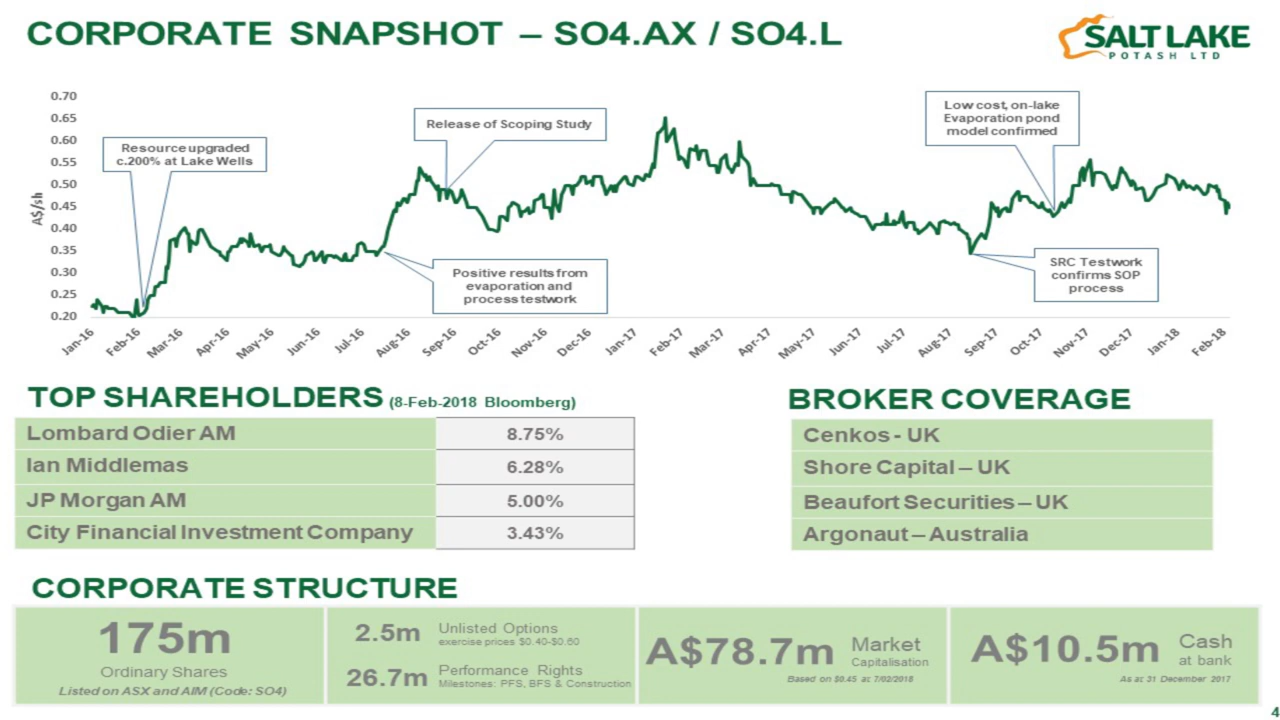 CORPORATE SNAPSHOT – SO4.AX / SO4.L
SALT LAKE
POTASH LTD
0.70
0.65
0.60
0.55
0.50
0.45
0.40
0.35
0.30
0.25
0.20
A$/sh
Resource upgraded
c.200% at Lake Wells
Release of Scoping Study
Positive results from
evaporation and
process testwork
Low cost, on-lake
Evaporation pond
model confirmed
SRC Testwork
confirms SOP
process
Jan-16
Feb-16
Mar-16
Apr-16
May-16
Jun-16
Jul-16
Aug-16
Sep-16
Oct-16
Nov-16
Dec-16
Jan-17
Feb-17
Mar-17
Apr-17
May-17
Jun-17
Jul-17
Aug-17
Sep-17
Oct-17
Nov-17
Dec-17
Jan-18
Feb-18
TOP SHAREHOLDERS (8-Feb-2018 Bloomberg)
Lombard Odier AM 8.75%
Ian Middlemas 6.28%
JP Morgan AM 5.00%
City Financial Investment Company 3.43%
BROKER COVERAGE
Cenkos - UK
Shore Capital – UK
Beaufort Securities – UK
Argonaut – Australia
CORPORATE STRUCTURE
175m
Ordinary Shares
Listed on ASX and AIM (Code: SO4)
2.5m Unlisted Options
exercise prices $0.40-$0.60
26.7m Performance Rights
Milestones: PFS, BFS & Construction
A$78.7m Market
Capitalisation
Based on $0.45 at 7/02/2018
A$10.5m Cash
at bank
As at 31 December 2017
4